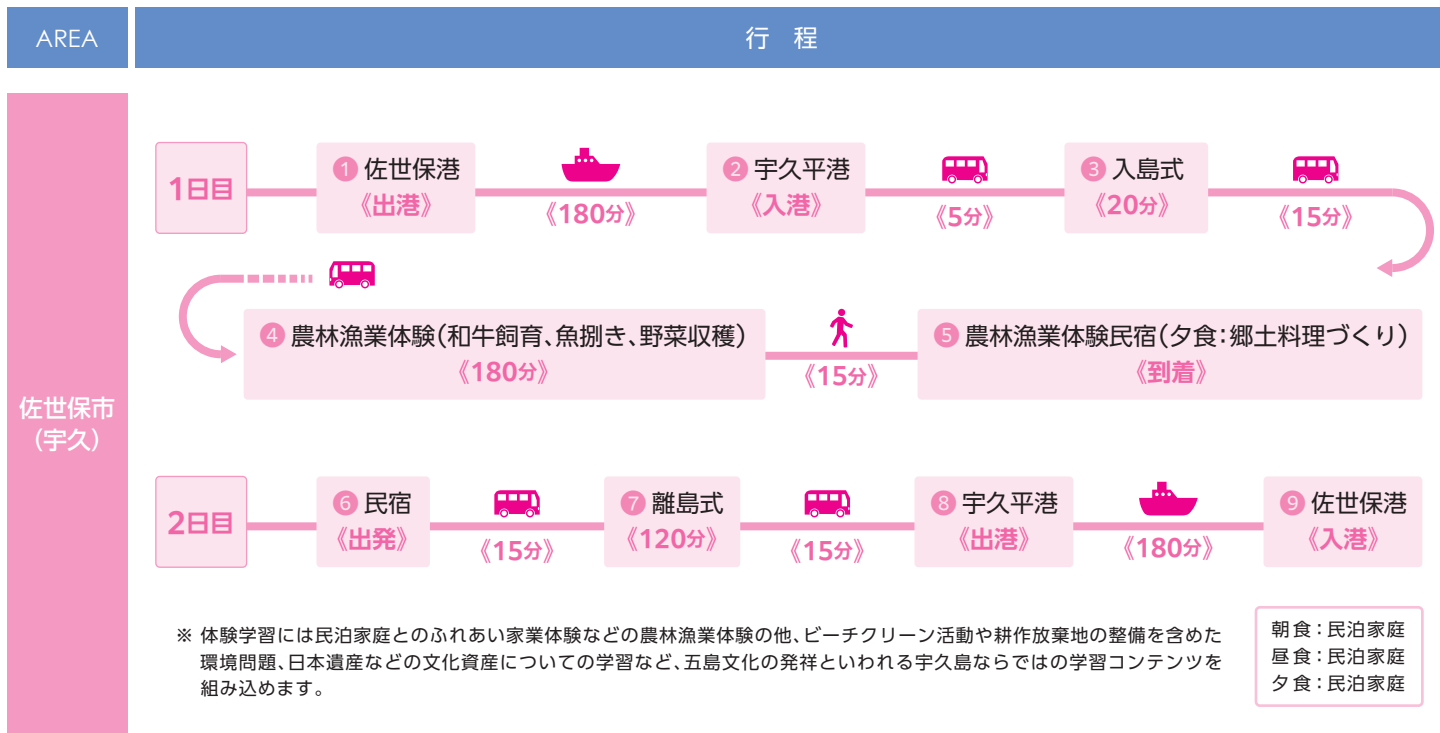 AREA
行 程
佐世保市
(宇久)
1日目
❶ 佐世保港
《出港》
《180分》
❷ 宇久平港
《入港》
《5分》
❸ 入島式
《20分》
《15分》
❹ 農林漁業体験(和牛飼育、魚捌き、野菜収穫)
《180分》
《15分》
❺ 農林漁業体験民宿(夕食:郷土料理づくり)
《到着》
2日目
❻ 民宿
《出発》
《15分》
❼ 離島式
《120分》
《15分》
❽ 宇久平港
《出港》
《180分》
❾ 佐世保港
《入港》
※ 体験学習には民泊家庭とのふれあい家業体験などの農林漁業体験の他、ビーチクリーン活動や耕作放棄地の整備を含めた
環境問題、日本遺産などの文化資産についての学習など、五島文化の発祥といわれる宇久島ならではの学習コンテンツを
組み込めます。
朝食:民泊家庭
昼食:民泊家庭
夕食:民泊家庭